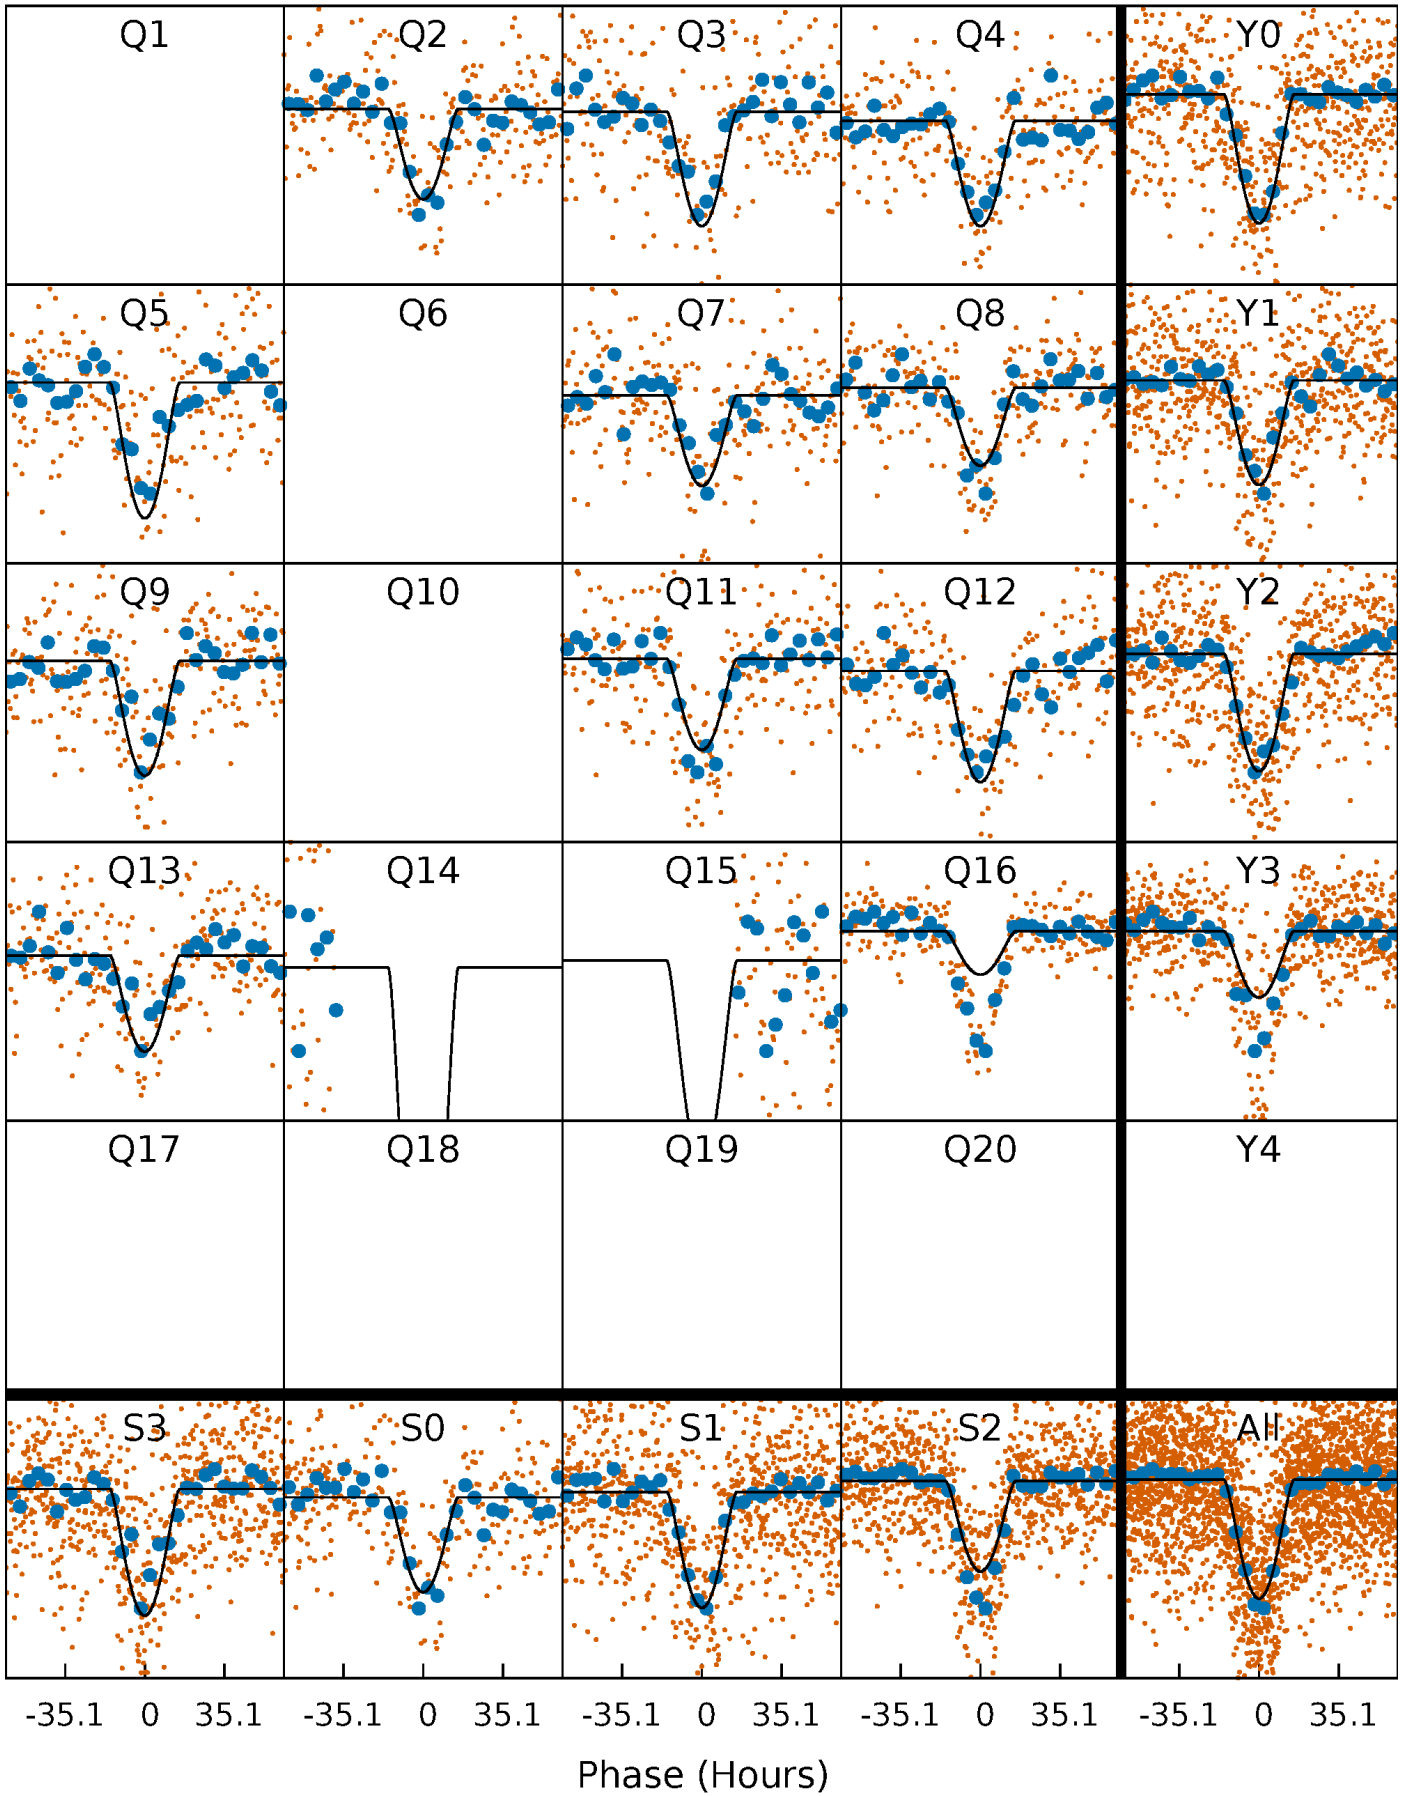 Q1 Q2 Q3 Q4 Y0
Q5 Q6 Q7 Q8 Y1
Q9 Q10 Q11 Q12 Y2
Q13 Q14 Q15 Q16 Y3
Q17 Q18 Q19 Q20 Y4
S3 S0 S1 S2 All
-35.1 0 35.1 -35.1 0 35.1 -35.1 0 35.1 -35.1 0 35.1 -35.1 0 35.1
Phase (Hours)